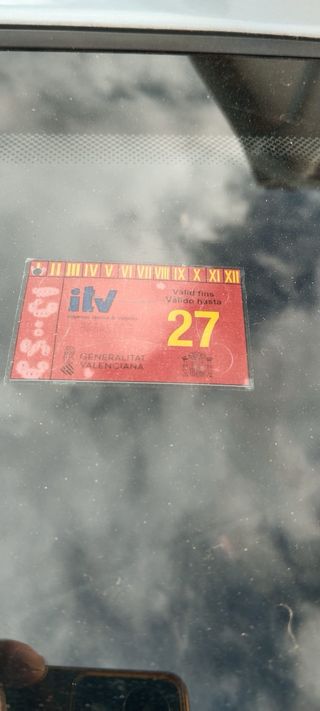 II III IV V VI VII VIII IX X XI XII
itv
Vàlid fins
Válido hasta
27
GENERALITAT
VALENCIANA